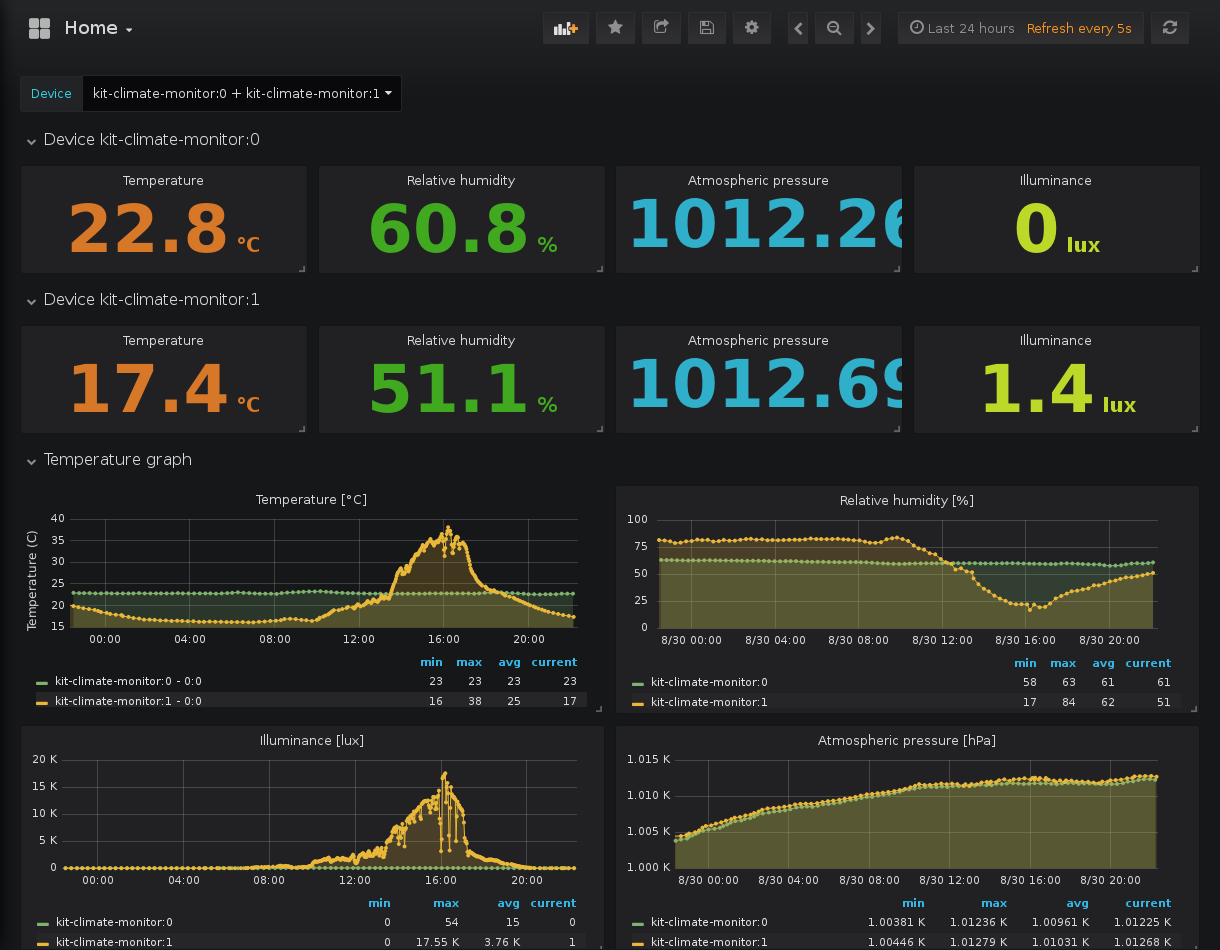 Home
Last 24 hours Refresh every 5s
Device kit-climate-monitor:0 + kit-climate-monitor:1
Device kit-climate-monitor:0
Temperature Relative humidity Atmospheric pressure Illuminance
22.8 °C 60.8 % 1012.26 0 lux
Device kit-climate-monitor:1
Temperature Relative humidity Atmospheric pressure Illuminance
17.4 °C 51.1 % 1012.69 1.4 lux
Temperature graph
Temperature [°C]
Temperature (C)
40
35
30
25
20
15
00:00 04:00 08:00 12:00 16:00 20:00
min max avg current
kit-climate-monitor:0 - 0:0 23 23 23 23
kit-climate-monitor:1 - 0:0 16 38 25 17
Relative humidity [%]
100
75
50
25
0
8/30 00:00 8/30 04:00 8/30 08:00 8/30 12:00 8/30 16:00 8/30 20:00
min max avg current
kit-climate-monitor:0 58 63 61 61
kit-climate-monitor:1 17 84 62 51
Illuminance [lux]
20 K
15 K
10 K
5 K
0
00:00 04:00 08:00 12:00 16:00 20:00
min max avg current
kit-climate-monitor:0 0 54 15 0
kit-climate-monitor:1 0 17.55 K 3.76 K 1
Atmospheric pressure [hPa]
1.015 K
1.010 K
1.005 K
1.000 K
8/30 00:00 8/30 04:00 8/30 08:00 8/30 12:00 8/30 16:00 8/30 20:00
min max avg current
kit-climate-monitor:0 1.00381 K 1.01236 K 1.00961 K 1.01225 K
kit-climate-monitor:1 1.00446 K 1.01279 K 1.01031 K 1.01268 K